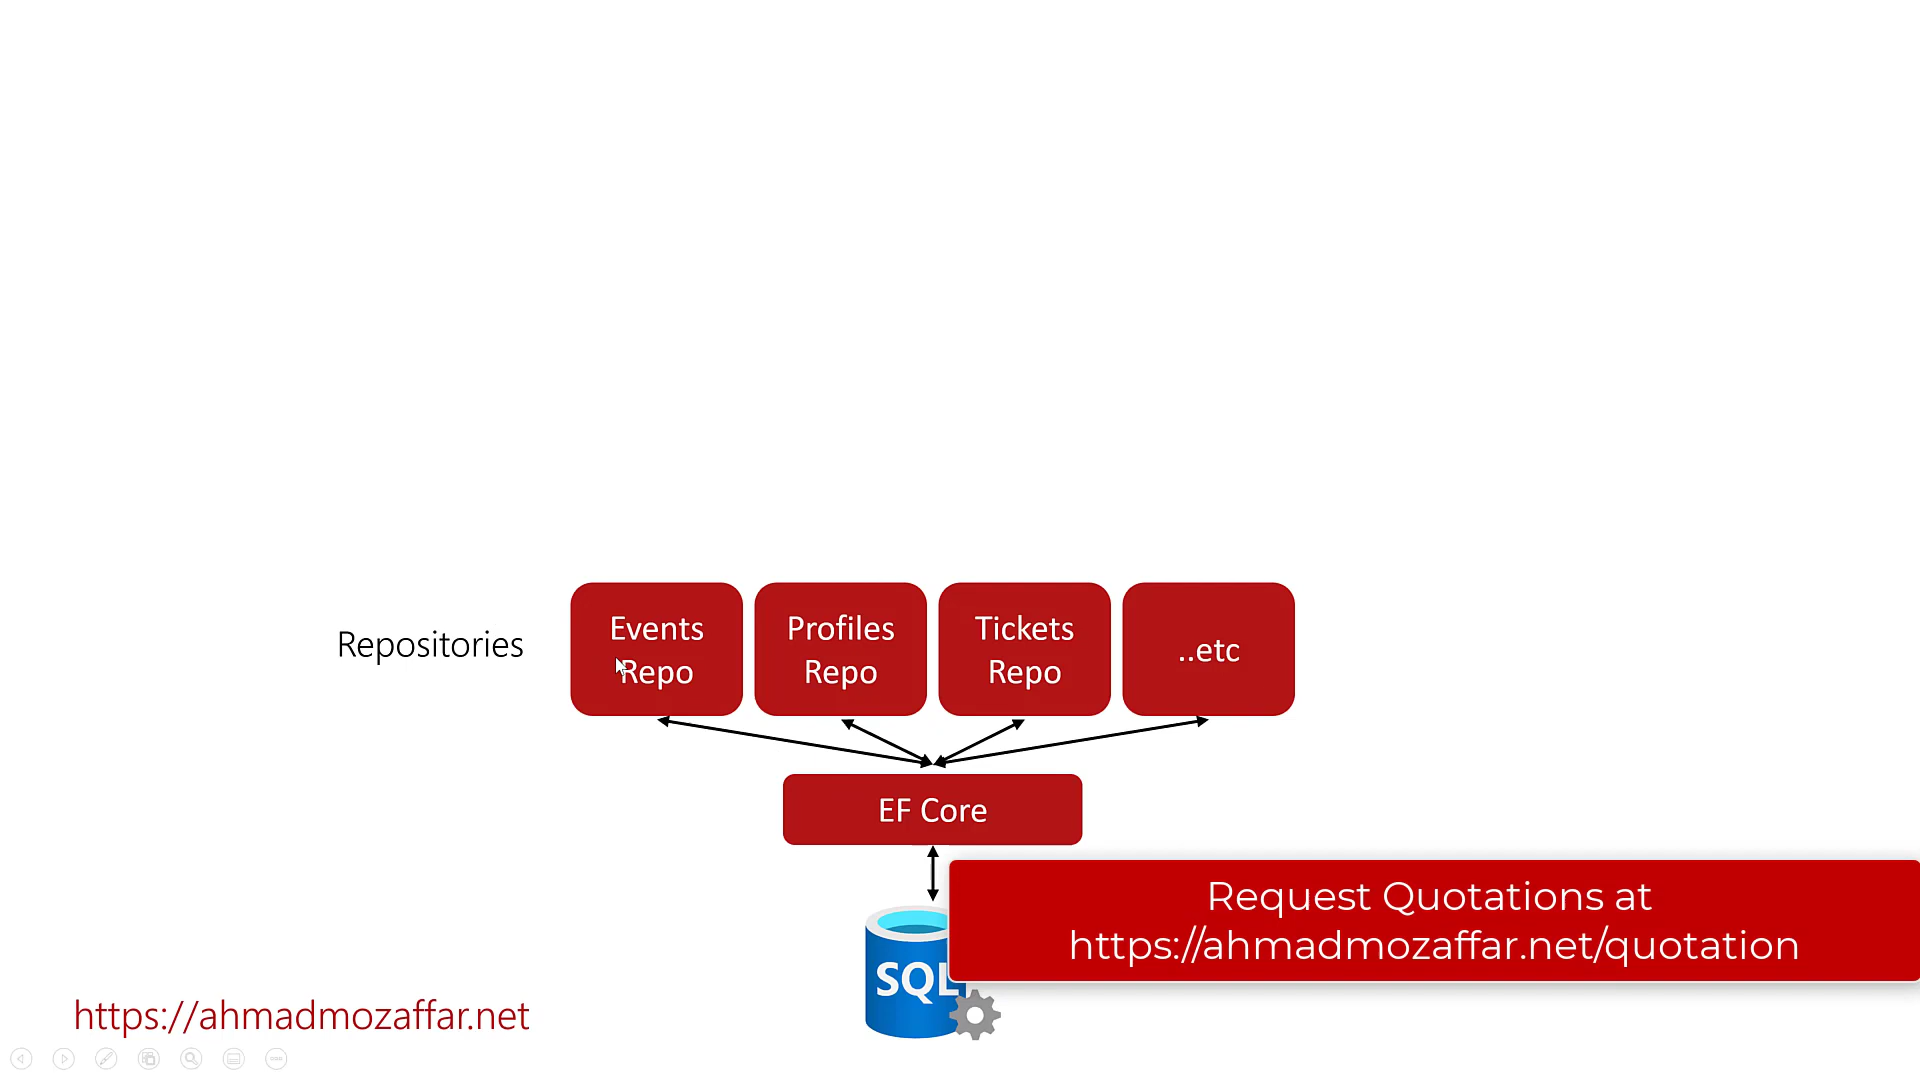 Repositories
Events
Repo
Profiles
Repo
Tickets
Repo
..etc
EF Core
SQL
Request Quotations at
https://ahmadmozaffar.net/quotation
https://ahmadmozaffar.net